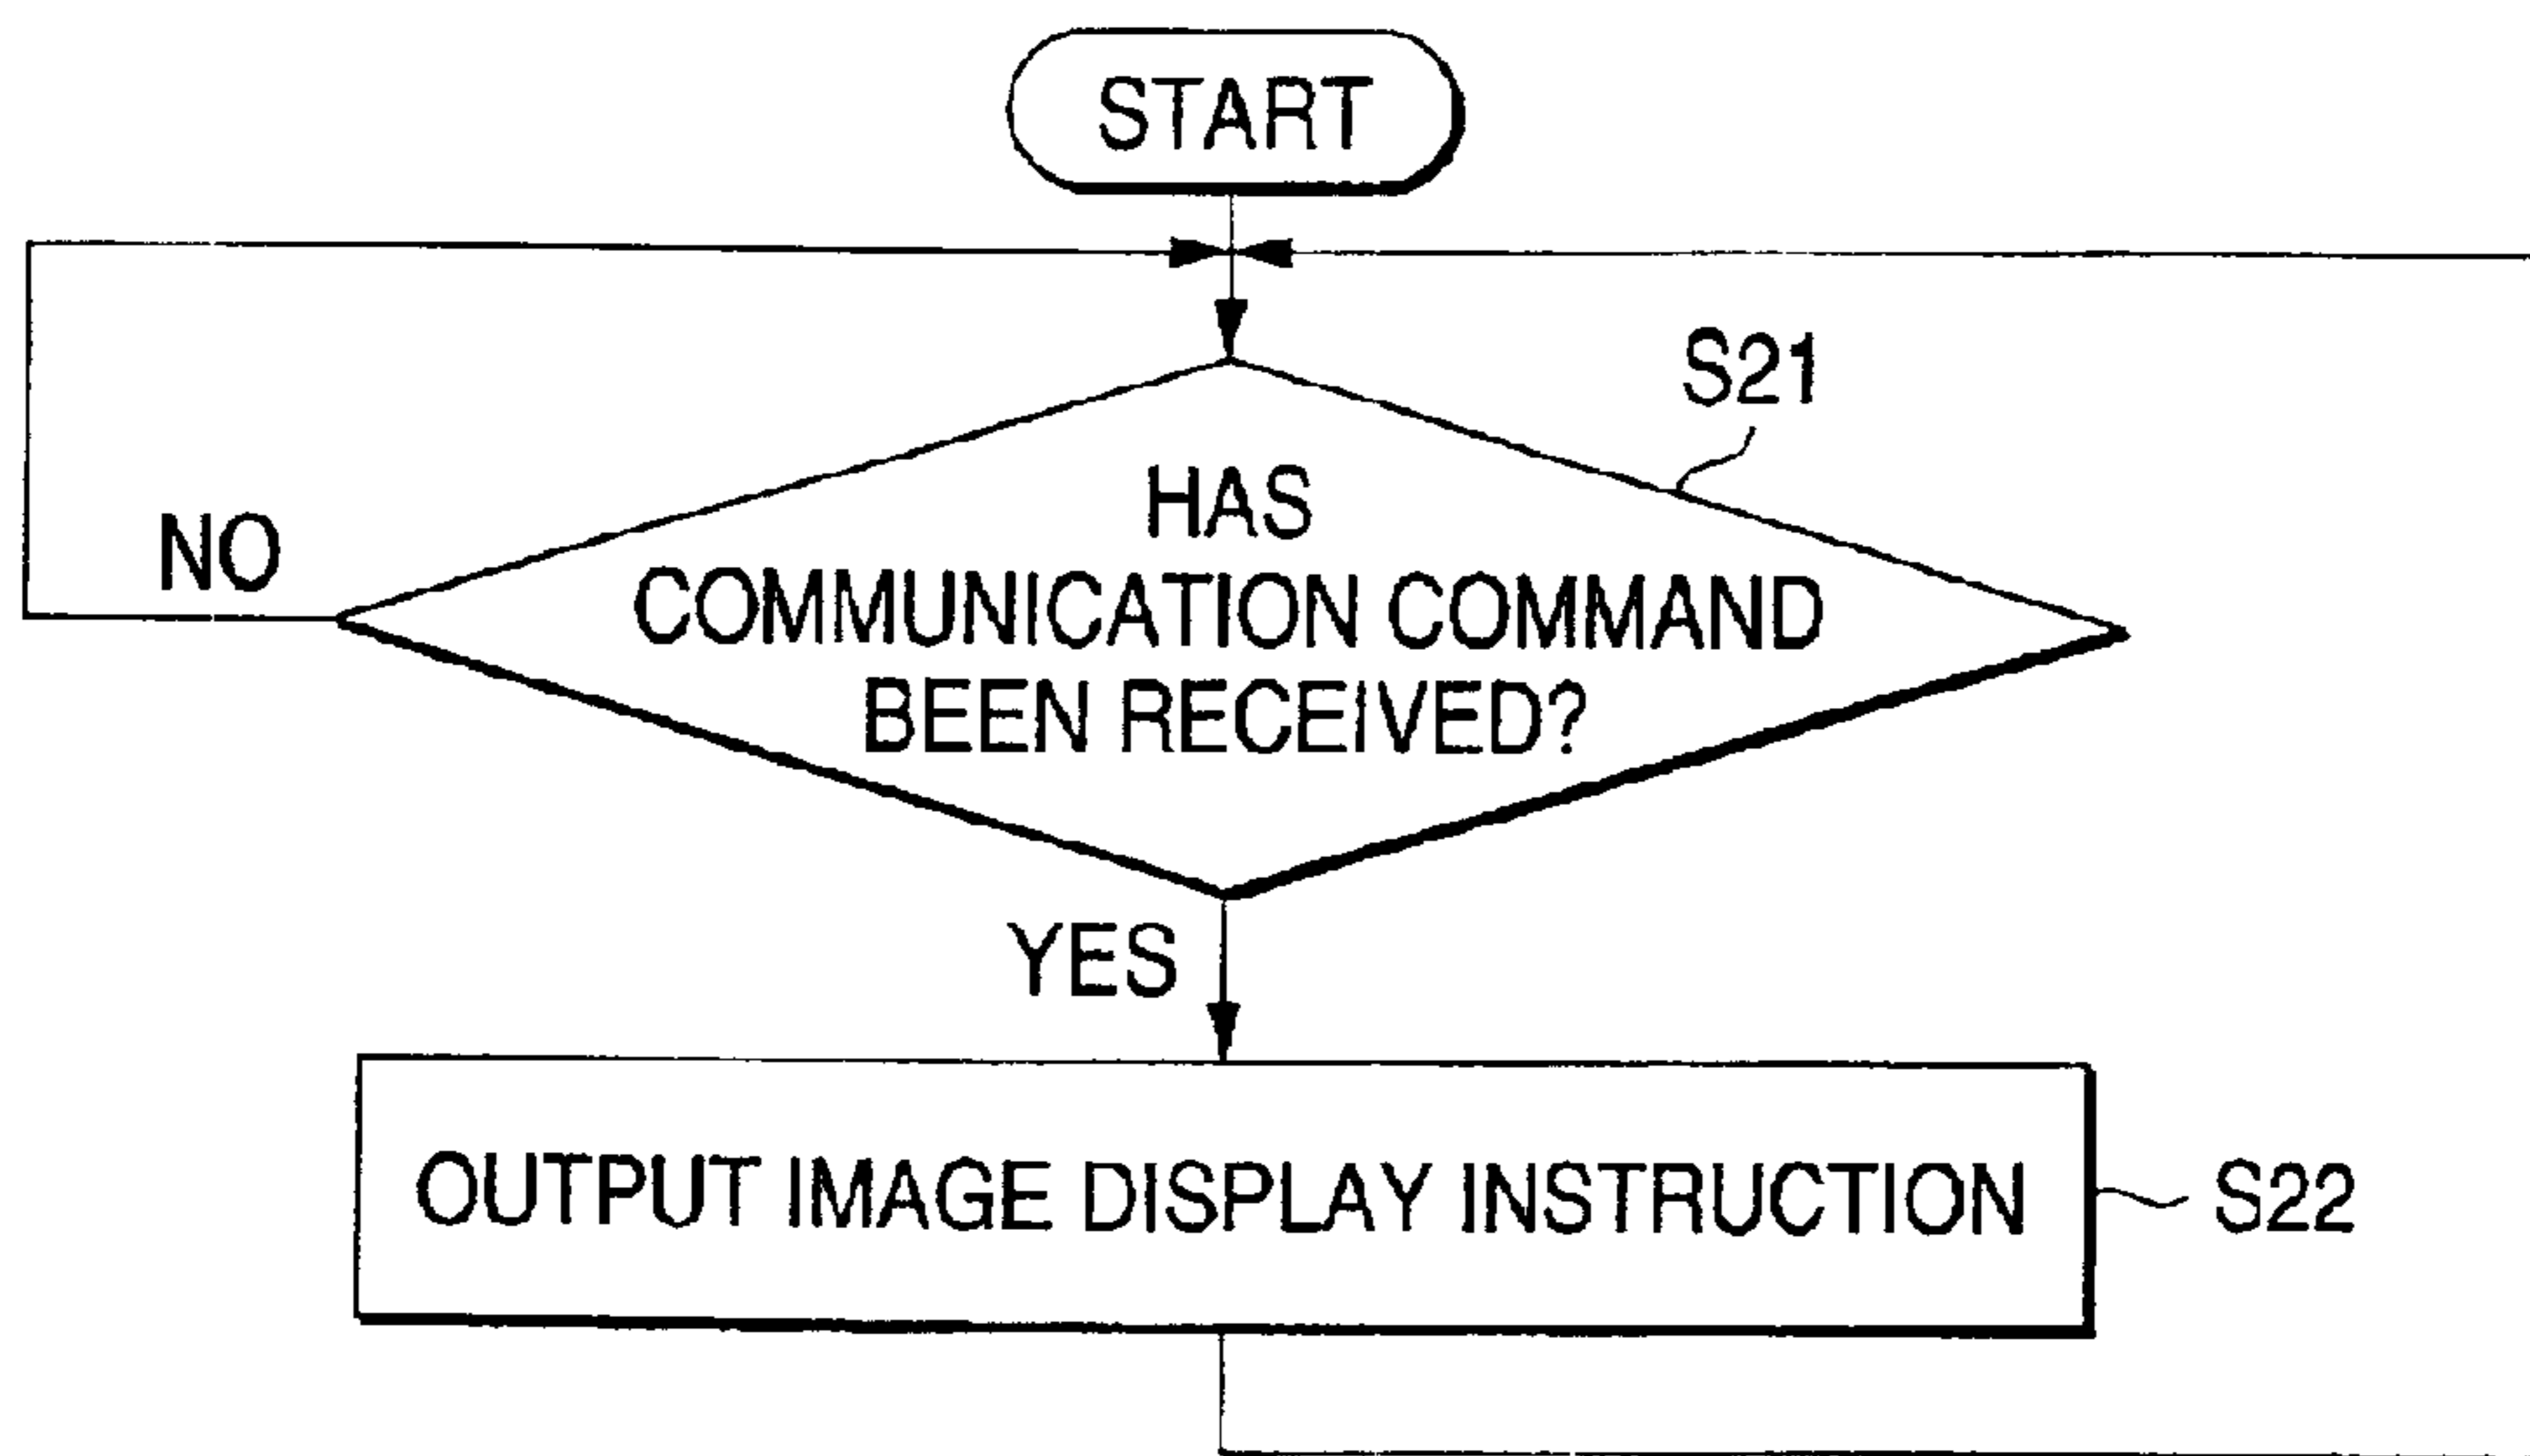 START
S21
HAS
COMMUNICATION COMMAND
BEEN RECEIVED?
NO
YES
OUTPUT IMAGE DISPLAY INSTRUCTION
S22